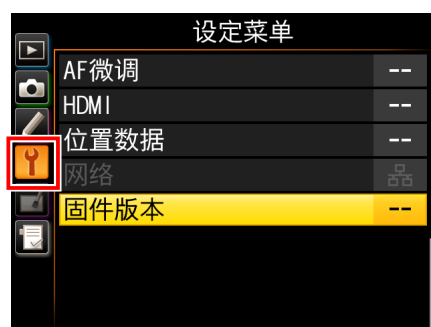 设定菜单
AF微调 --
HDMI --
位置数据 --
网络
固件版本 --